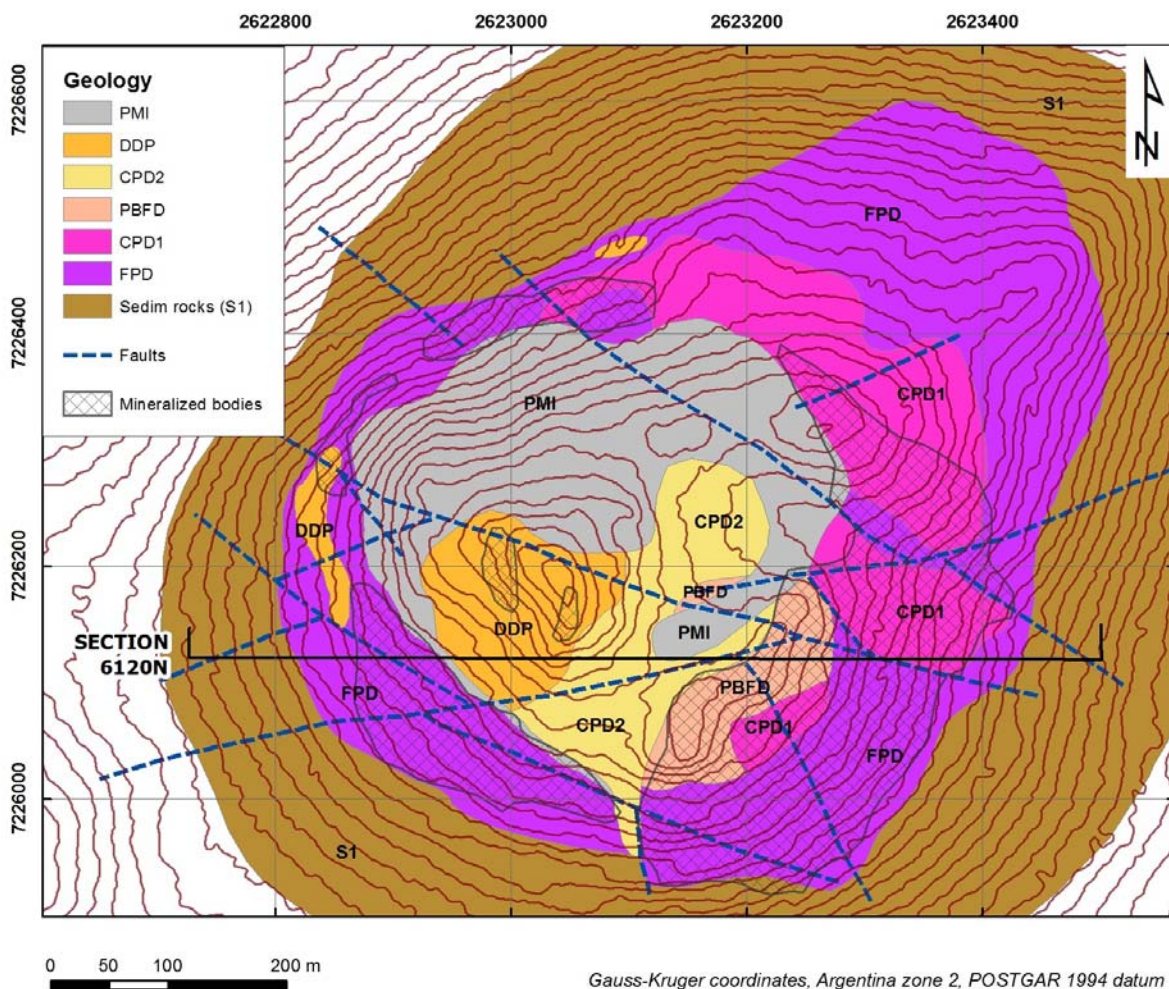 2622800 2623000 2623200 2623400
7226600
7226400
7226200
7226000
Geology
PMI
DDP
CPD2
PBFD
CPD1
FPD
Sedim rocks (S1)
Faults
Mineralized bodies
N
S1
FPD
PMI
CPD1
CPD2
DDP
PBFD
CPD1
DDP
PMI
SECTION
6120N
FPD
PBFD
CPD2
CPD1
FPD
S1
0 50 100 200 m
Gauss-Kruger coordinates, Argentina zone 2, POSTGAR 1994 datum